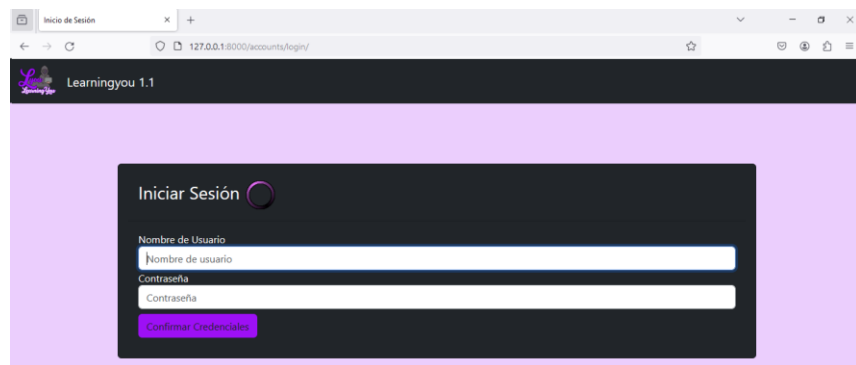 Inicio de Sesión
127.0.0.1:8000/accounts/login/
Learningyou 1.1
Iniciar Sesión
Nombre de Usuario
Nombre de usuario
Contraseña
Contraseña
Confirmar Credenciales